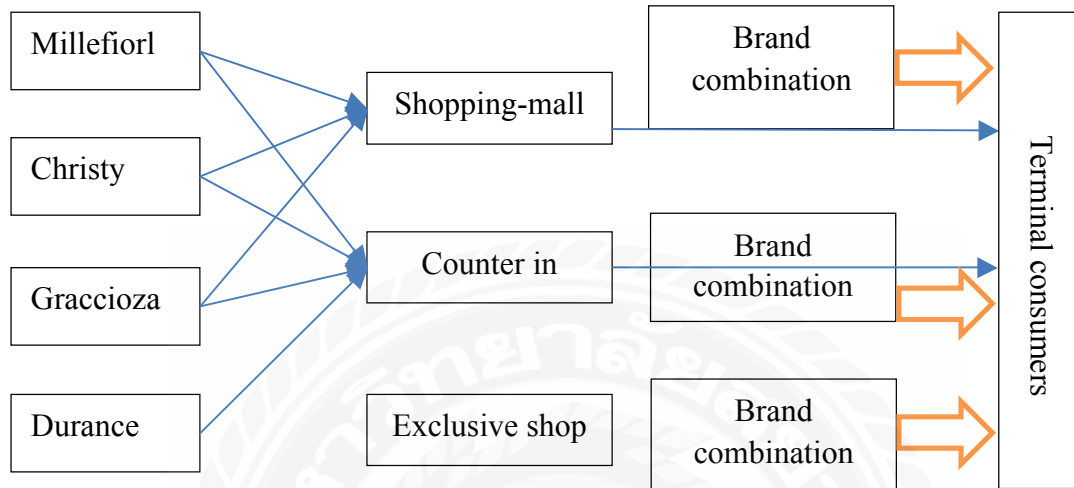 Millefiorl
Christy
Graccioza
Durance
Shopping-mall
Counter in
Exclusive shop
Brand
combination
Brand
combination
Brand
combination
Terminal consumers